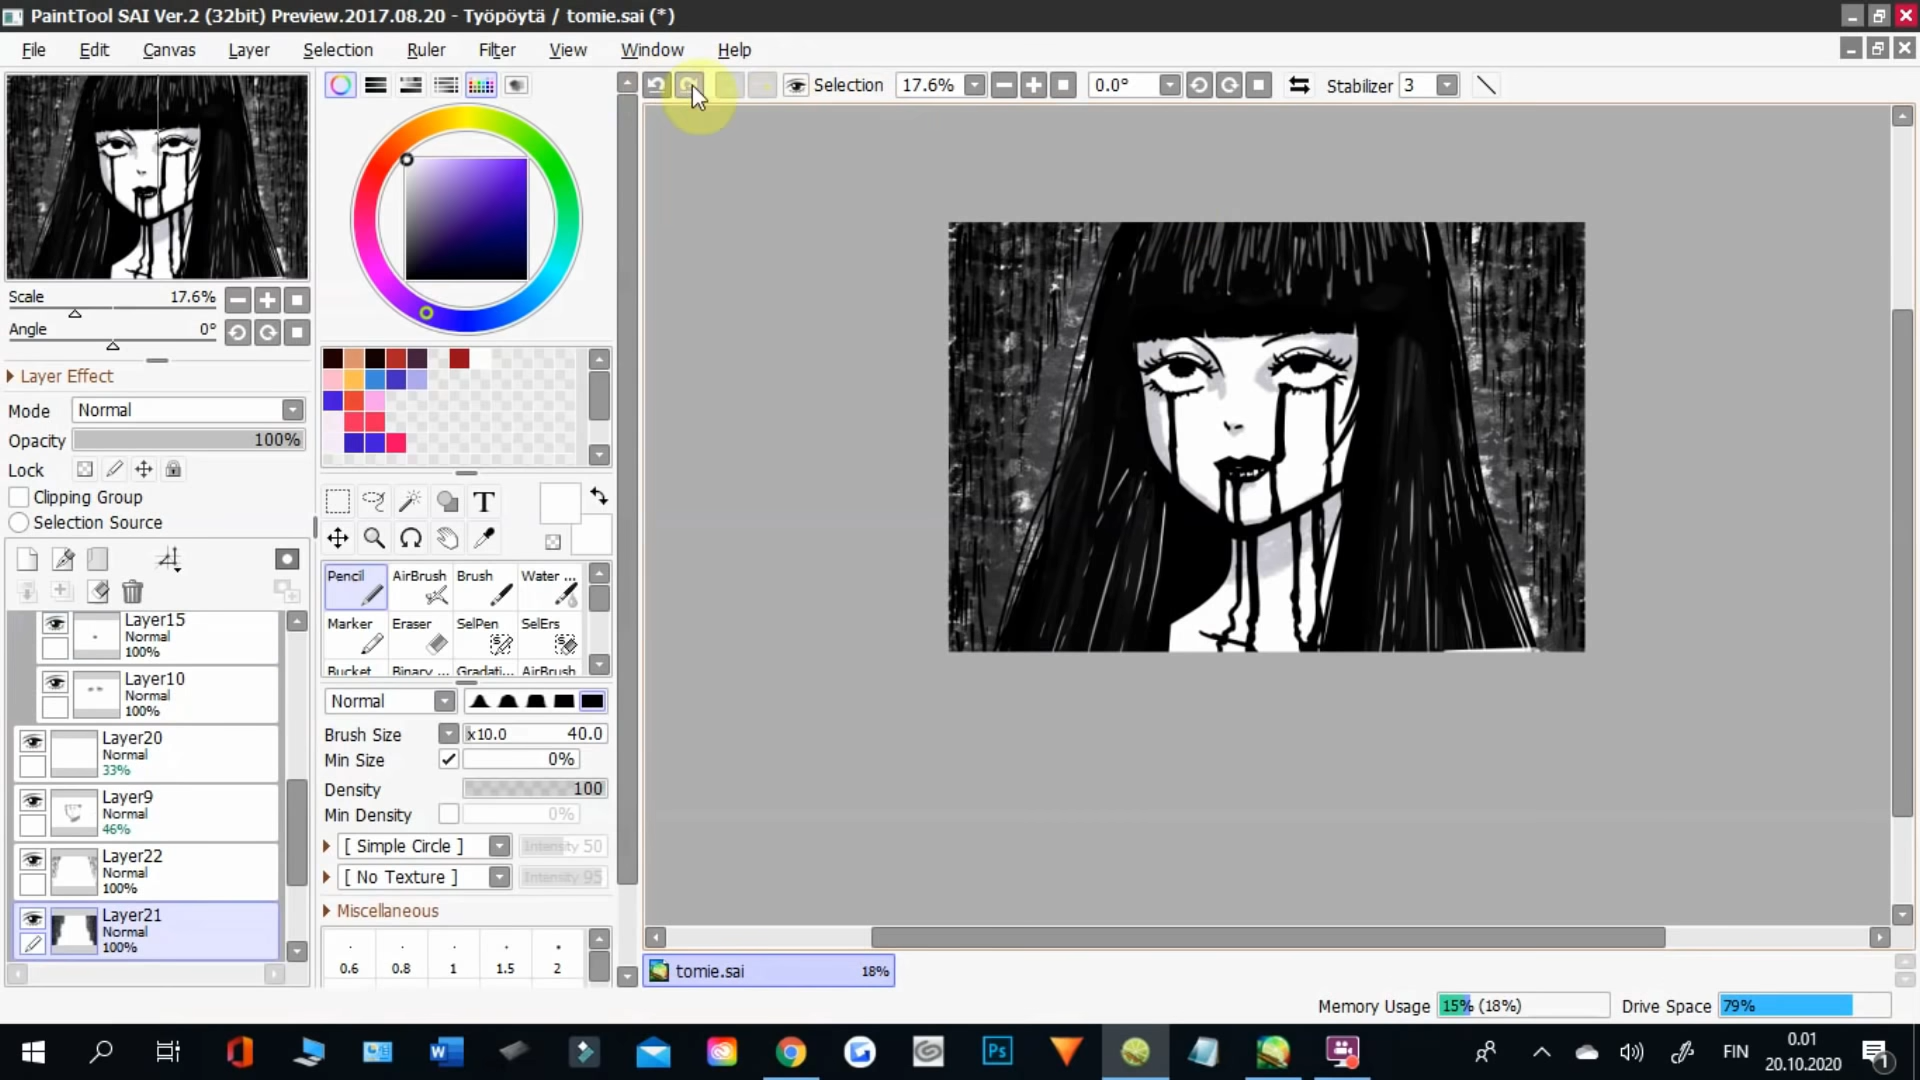 PaintTool SAI Ver.2 (32bit) Preview.2017.08.20 - Työpöytä / tomie.sai (*)
File Edit Canvas Layer Selection Ruler Filter View Window Help
Selection 17.6% 0.0° Stabilizer 3
Scale 17.6%
Angle 0°
Layer Effect
Mode Normal
Opacity 100%
Lock
Clipping Group
Selection Source
Layer15
Normal
100%
Layer10
Normal
100%
Layer20
Normal
33%
Layer9
Normal
46%
Layer22
Normal
100%
Layer21
Normal
100%
T
Pencil AirBrush Brush Water ...
Marker Eraser SelPen SelErs
Bucket Binary ... Gradati... AirBrush
Normal
Brush Size x10.0 40.0
Min Size 0%
Density 100
Min Density 0%
[ Simple Circle ] Intensity 50
[ No Texture ] Intensity 95
Miscellaneous
0.6 0.8 1 1.5 2
tomie.sai 18%
Memory Usage 15% (18%) Drive Space 79%
W Ps FIN 0.01
20.10.2020 1